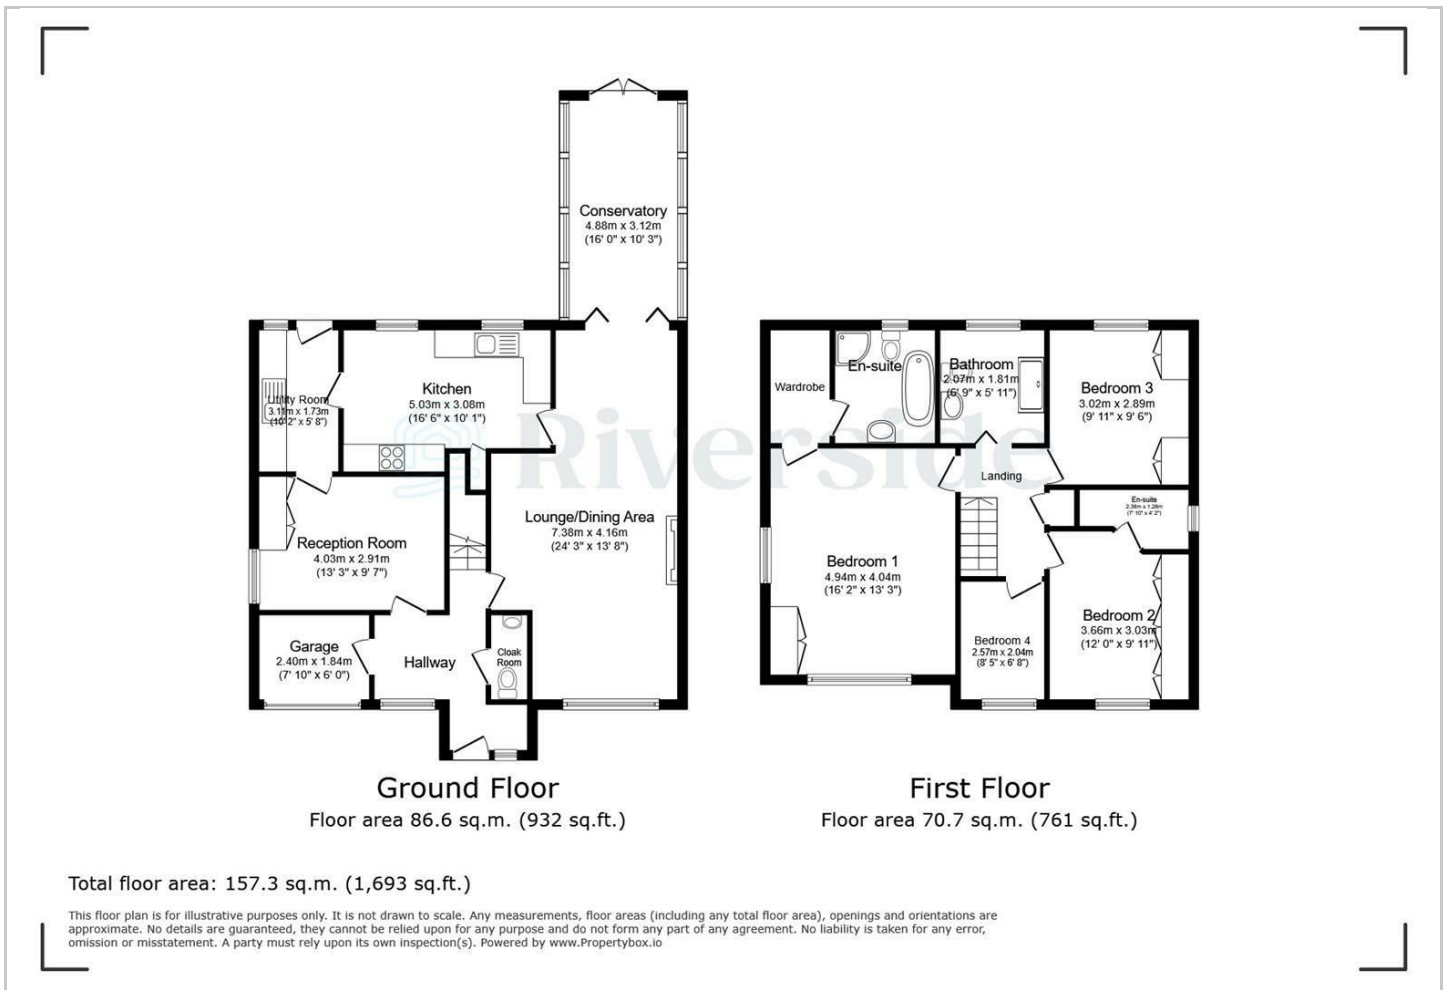 Conservatory
4.88m x 3.12m
(16' 0" x 10' 3")
Utility Room
3.11m x 1.73m
(10' 2" x 5' 8")
Kitchen
5.03m x 3.08m
(16' 6" x 10' 1")
Lounge/Dining Area
7.38m x 4.16m
(24' 3" x 13' 8")
Reception Room
4.03m x 2.91m
(13' 3" x 9' 7")
Garage
2.40m x 1.84m
(7' 10" x 6' 0")
Hallway
Cloak
Room
Riverside
Wardrobe
En-suite
Bathroom
2.07m x 1.81m
(6' 9" x 5' 11")
Bedroom 3
3.02m x 2.89m
(9' 11" x 9' 6")
Landing
En-suite
2.38m x 1.28m
(7' 10" x 4' 2")
Bedroom 1
4.94m x 4.04m
(16' 2" x 13' 3")
Bedroom 2
3.66m x 3.03m
(12' 0" x 9' 11")
Bedroom 4
2.57m x 2.04m
(8' 5" x 6' 8")
Ground Floor
Floor area 86.6 sq.m. (932 sq.ft.)
First Floor
Floor area 70.7 sq.m. (761 sq.ft.)
Total floor area: 157.3 sq.m. (1,693 sq.ft.)
This floor plan is for illustrative purposes only. It is not drawn to scale. Any measurements, floor areas (including any total floor area), openings and orientations are
approximate. No details are guaranteed, they cannot be relied upon for any purpose and do not form any part of any agreement. No liability is taken for any error,
omission or misstatement. A party must rely upon its own inspection(s). Powered by www.Propertybox.io